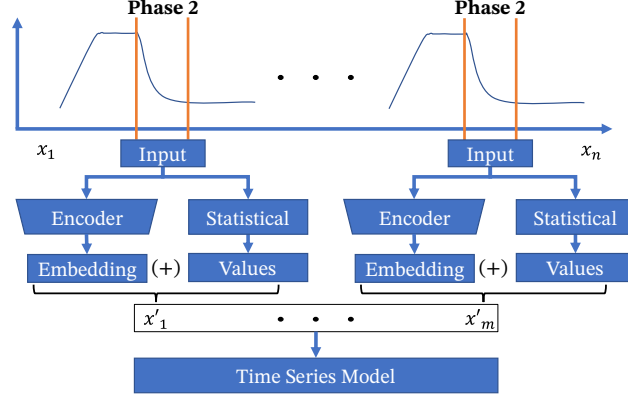 Phase 2 Phase 2
x₁ Input Input xₙ
Encoder Statistical Encoder Statistical
Embedding (+) Values Embedding (+) Values
x'₁ • • • x'ₘ
Time Series Model